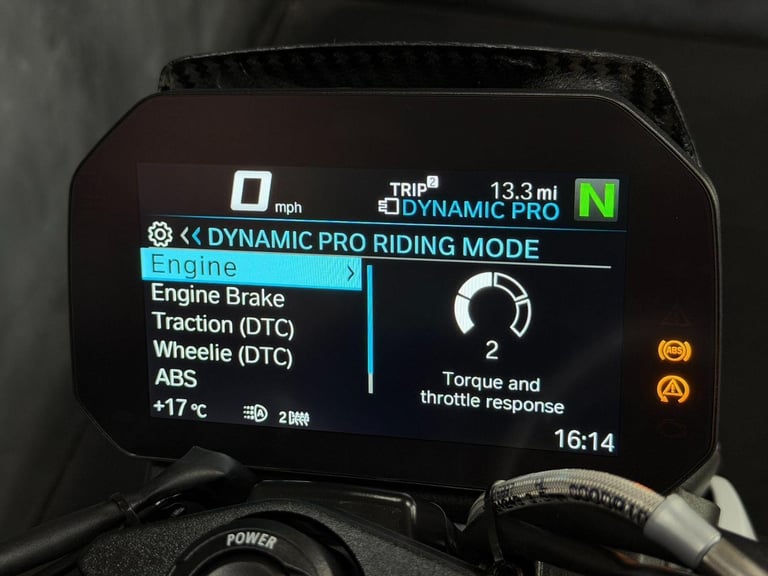 0 mph
TRIP 2 13.3 mi
DYNAMIC PRO
N
DYNAMIC PRO RIDING MODE
Engine
Engine Brake
Traction (DTC)
Wheelie (DTC)
ABS
2
Torque and
throttle response
ABS
+17 °C
A
2
16:14
POWER